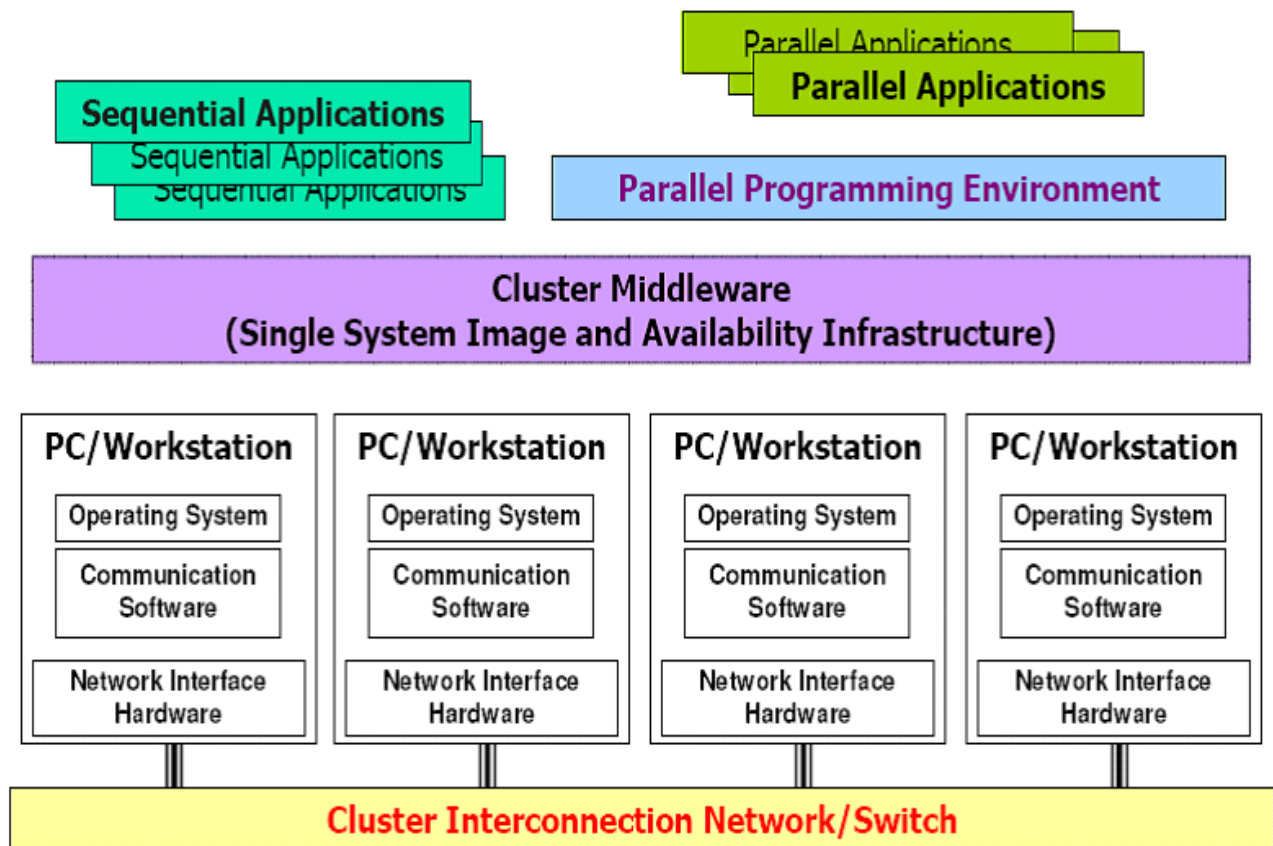 Parallel Applications
Parallel Applications
Sequential Applications
Sequential Applications
Sequential Applications
Parallel Programming Environment
Cluster Middleware
(Single System Image and Availability Infrastructure)
PC/Workstation
Operating System
Communication
Software
Network Interface
Hardware
PC/Workstation
Operating System
Communication
Software
Network Interface
Hardware
PC/Workstation
Operating System
Communication
Software
Network Interface
Hardware
PC/Workstation
Operating System
Communication
Software
Network Interface
Hardware
Cluster Interconnection Network/Switch